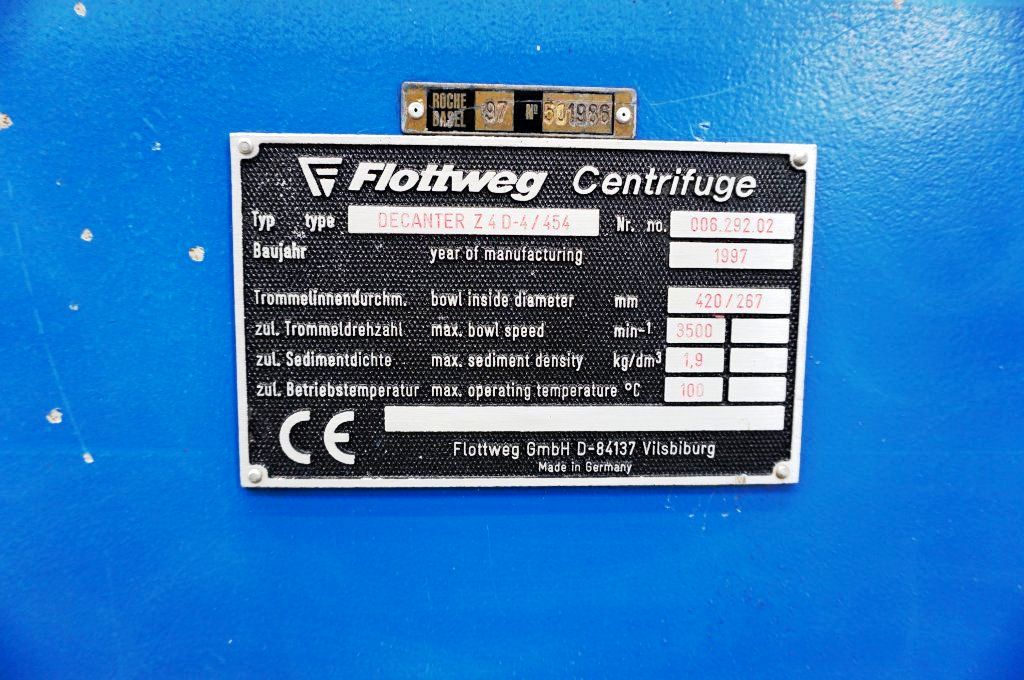 ROCHE BASEL 97 Nº 501986
Flottweg Centrifuge
Typ type DECANTER Z 4 D-4/454 Nr. no. 006.292.02
Baujahr year of manufacturing 1997
Trommelinnendurchm. bowl inside diameter mm 420/267
zul. Trommeldrehzahl max. bowl speed min-¹ 3500
zul. Sedimentdichte max. sediment density kg/dm³ 1,9
zul. Betriebstemperatur max. operating temperature °C 100
CE
Flottweg GmbH D-84137 Vilsbiburg
Made in Germany